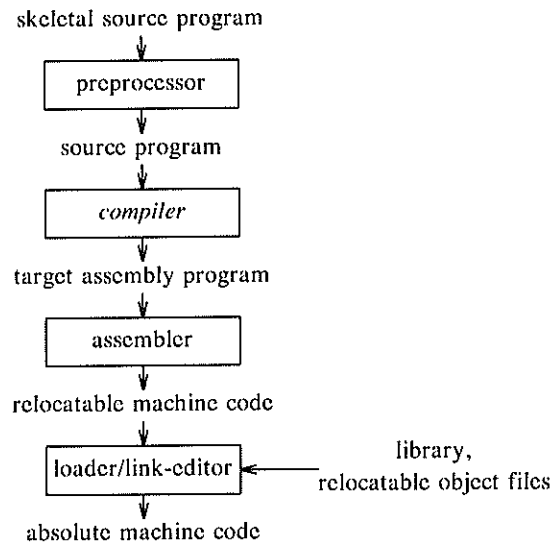 skeletal source program
preprocessor
source program
compiler
target assembly program
assembler
relocatable machine code
loader/link-editor
library,
relocatable object files
absolute machine code